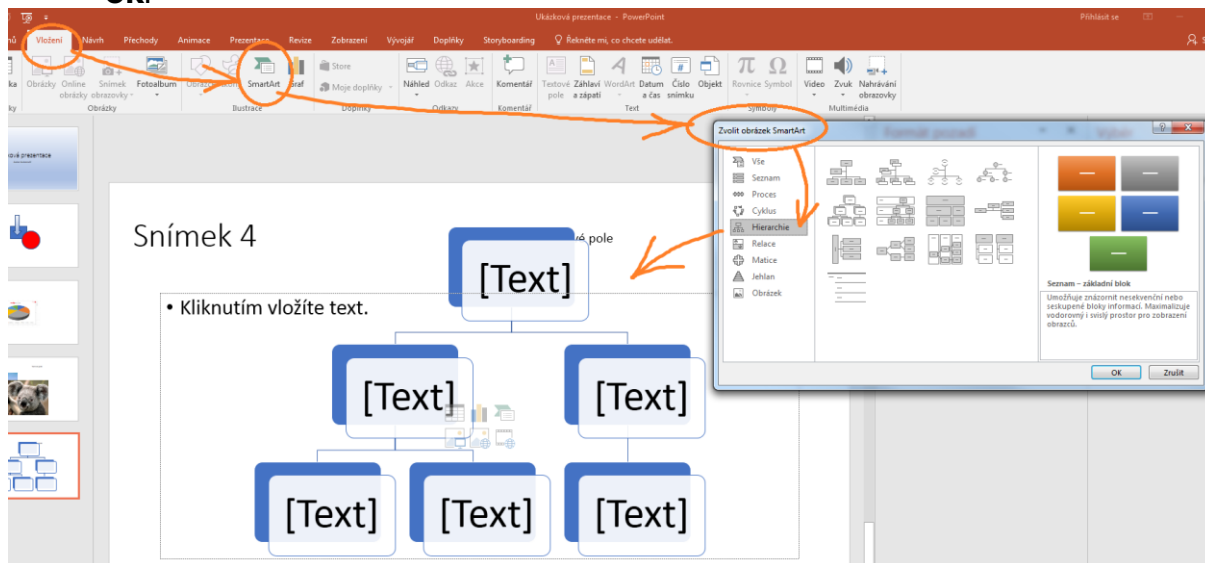 OK.
Ukázková prezentace - PowerPoint
Přihlásit se
Vložení Návrh Přechody Animace Prezentace Revize Zobrazení Vývojář Doplňky Storyboarding Řekněte mi, co chcete udělat.
Obrázky Online obrázky Snímek obrazovky Fotoalbum
SmartArt
Store
Moje doplňky
Náhled Odkaz Akce
Komentář
Textové pole Záhlaví a zápatí WordArt Datum a čas Číslo snímku Objekt
Rovnice Symbol
Video Zvuk Nahrávání obrazovky
Obrázky Ilustrace Doplňky Odkazy Komentář Text Symboly Multimédia
Zvolit obrázek SmartArt
Formát pozadí
Výběr
Vše
Seznam
Proces
Cyklus
Hierarchie
Relace
Matice
Jehlan
Obrázek
Seznam – základní blok
Umožňuje znázornit nesekvenční nebo
seskupené bloky informací. Maximalizuje
vodorovný i svislý prostor pro zobrazení
obrazců.
OK Zrušit
Snímek 4
pole
[Text]
• Kliknutím vložíte text.
[Text] [Text]
[Text] [Text] [Text]